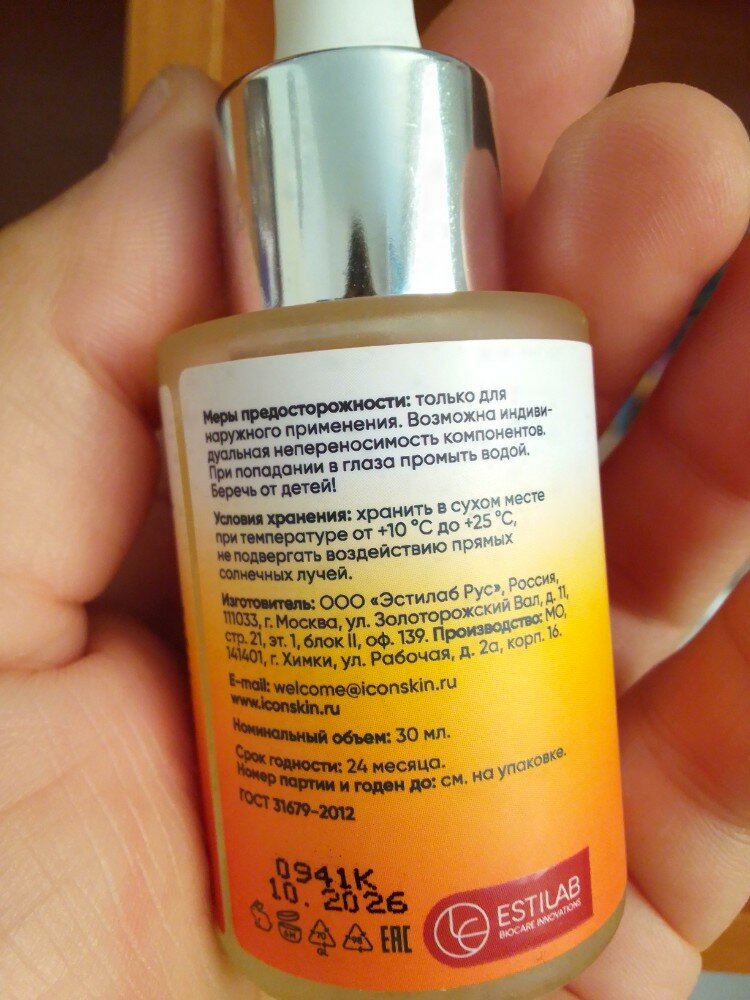 Меры предосторожности: только для
наружного применения. Возможна индиви-
дуальная непереносимость компонентов.
При попадании в глаза промыть водой.
Беречь от детей!
Условия хранения: хранить в сухом месте
при температуре от +10 °C до +25 °C,
не подвергать воздействию прямых
солнечных лучей.
Изготовитель: ООО «Эстилаб Рус», Россия,
111033, г. Москва, ул. Золоторожский Вал, д. 11,
стр. 21, эт. 1, блок II, оф. 139. Производство: МО,
141401, г. Химки, ул. Рабочая, д. 2а, корп. 16.
E-mail: welcome@iconskin.ru
www.iconskin.ru
Номинальный объем: 30 мл.
Срок годности: 24 месяца.
Номер партии и годен до: см. на упаковке.
ГОСТ 31679-2012
0941K
10. 2026
6M
70
GL
EAC
ESTILAB
BIOCARE INNOVATIONS